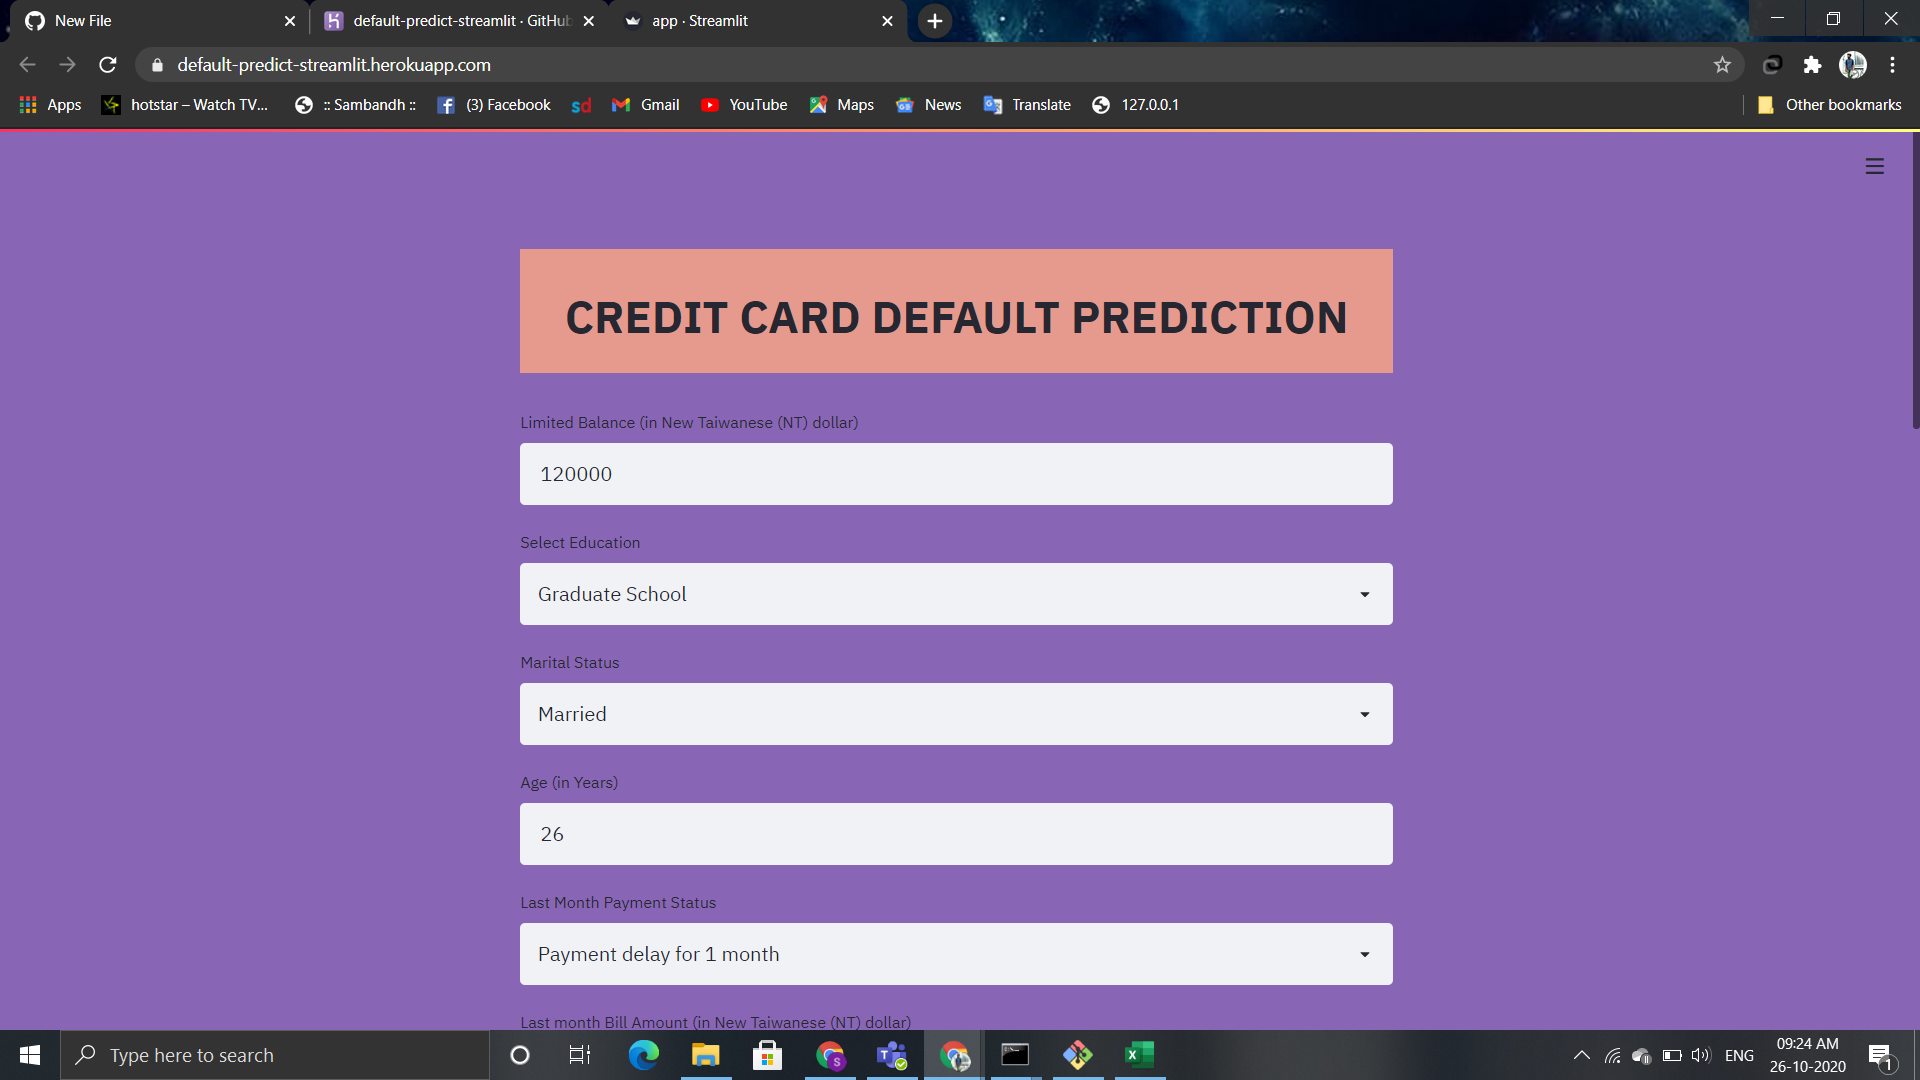 New File
default-predict-streamlit · GitHub
app · Streamlit
default-predict-streamlit.herokuapp.com
Apps
hotstar – Watch TV...
:: Sambandh ::
(3) Facebook
sd
Gmail
YouTube
Maps
News
Translate
127.0.0.1
Other bookmarks
CREDIT CARD DEFAULT PREDICTION
Limited Balance (in New Taiwanese (NT) dollar)
120000
Select Education
Graduate School
Marital Status
Married
Age (in Years)
26
Last Month Payment Status
Payment delay for 1 month
Last month Bill Amount (in New Taiwanese (NT) dollar)
Type here to search
ENG
09:24 AM
26-10-2020
1